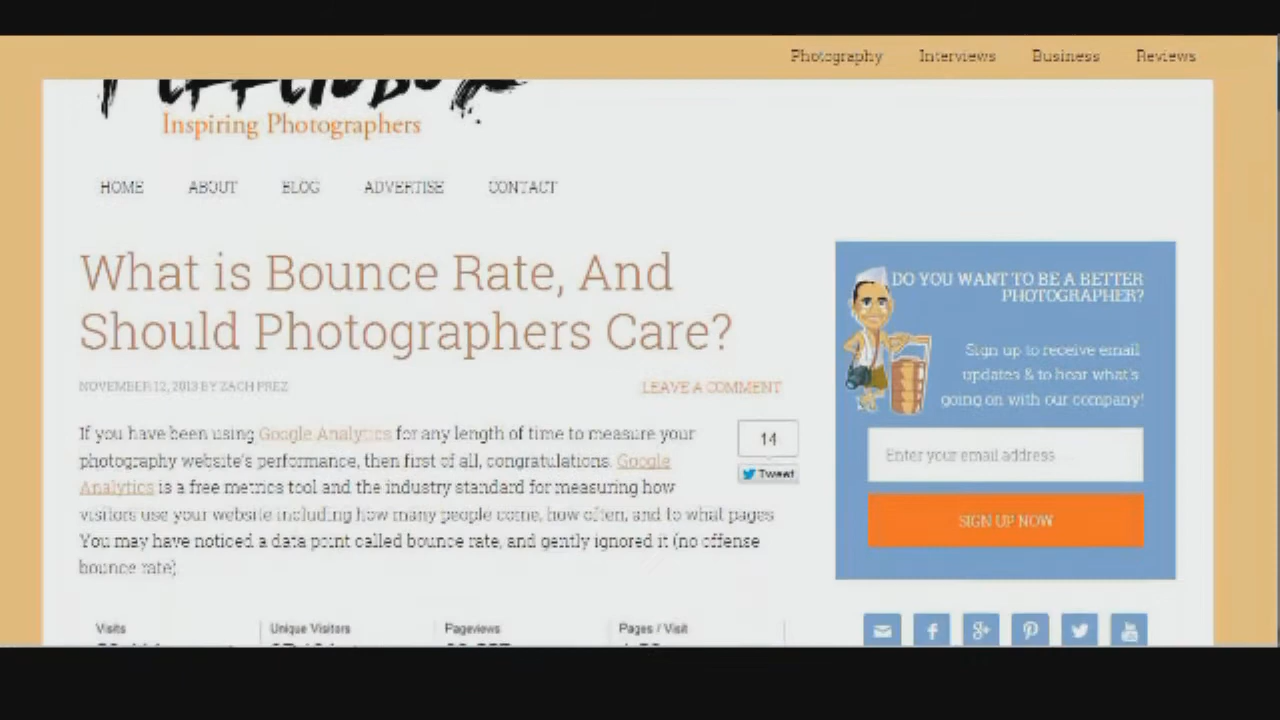 Photography Interviews Business Reviews
Inspiring Photographers
HOME ABOUT BLOG ADVERTISE CONTACT
What is Bounce Rate, And
Should Photographers Care?
NOVEMBER 12, 2013 BY ZACH PREZ
LEAVE A COMMENT
If you have been using Google Analytics for any length of time to measure your
photography website's performance, then first of all, congratulations. Google
Analytics is a free metrics tool and the industry standard for measuring how
visitors use your website including how many people come, how often, and to what pages
You may have noticed a data point called bounce rate, and gently ignored it (no offense
bounce rate)
14
Tweet
Visits Unique Visitors Pageviews Pages / Visit
DO YOU WANT TO BE A BETTER
PHOTOGRAPHER?
Sign up to receive email
updates & to hear what's
going on with our company!
Enter your email address ...
SIGN UP NOW